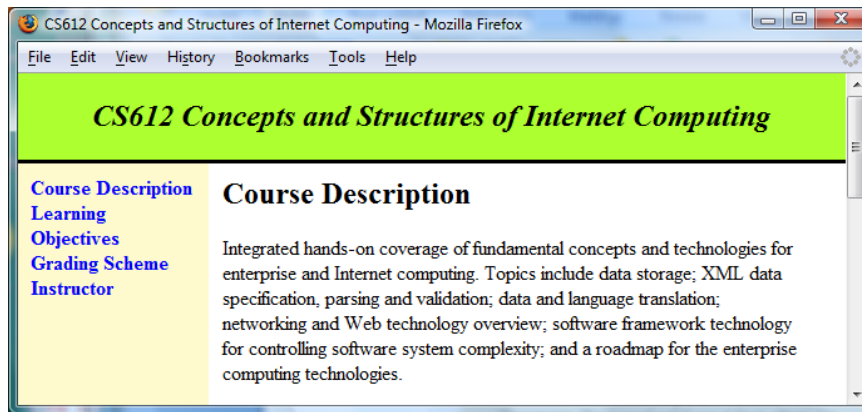 CS612 Concepts and Structures of Internet Computing - Mozilla Firefox
File Edit View History Bookmarks Tools Help
CS612 Concepts and Structures of Internet Computing
Course Description
Learning
Objectives
Grading Scheme
Instructor
Course Description
Integrated hands-on coverage of fundamental concepts and technologies for
enterprise and Internet computing. Topics include data storage; XML data
specification, parsing and validation; data and language translation;
networking and Web technology overview; software framework technology
for controlling software system complexity; and a roadmap for the enterprise
computing technologies.